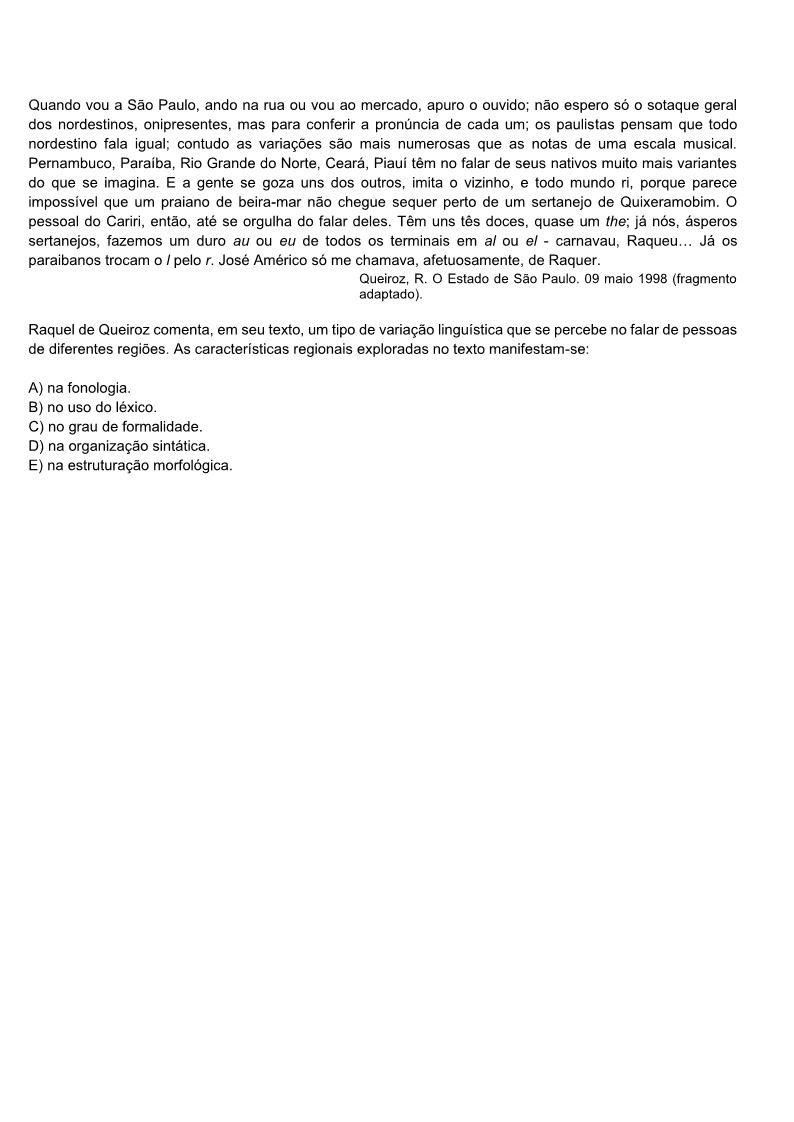 Quando vou a São Paulo, ando na rua ou vou ao mercado, apuro o ouvido; não espero só o sotaque geral
dos nordestinos, onipresentes, mas para conferir a pronúncia de cada um; os paulistas pensam que todo
nordestino fala igual; contudo as variações são mais numerosas que as notas de uma escala musical.
Pernambuco, Paraíba, Rio Grande do Norte, Ceará, Piauí têm no falar de seus nativos muito mais variantes
do que se imagina. E a gente se goza uns dos outros, imita o vizinho, e todo mundo ri, porque parece
impossível que um praiano de beira-mar não chegue sequer perto de um sertanejo de Quixeramobim. O
pessoal do Cariri, então, até se orgulha do falar deles. Têm uns tês doces, quase um the; já nós, ásperos
sertanejos, fazemos um duro au ou eu de todos os terminais em al ou el - carnavau, Raqueu... Já os
paraibanos trocam o l pelo r. José Américo só me chamava, afetuosamente, de Raquer.
Queiroz, R. O Estado de São Paulo. 09 maio 1998 (fragmento
adaptado).
Raquel de Queiroz comenta, em seu texto, um tipo de variação linguística que se percebe no falar de pessoas
de diferentes regiões. As características regionais exploradas no texto manifestam-se:
A) na fonologia.
B) no uso do léxico.
C) no grau de formalidade.
D) na organização sintática.
E) na estruturação morfológica.